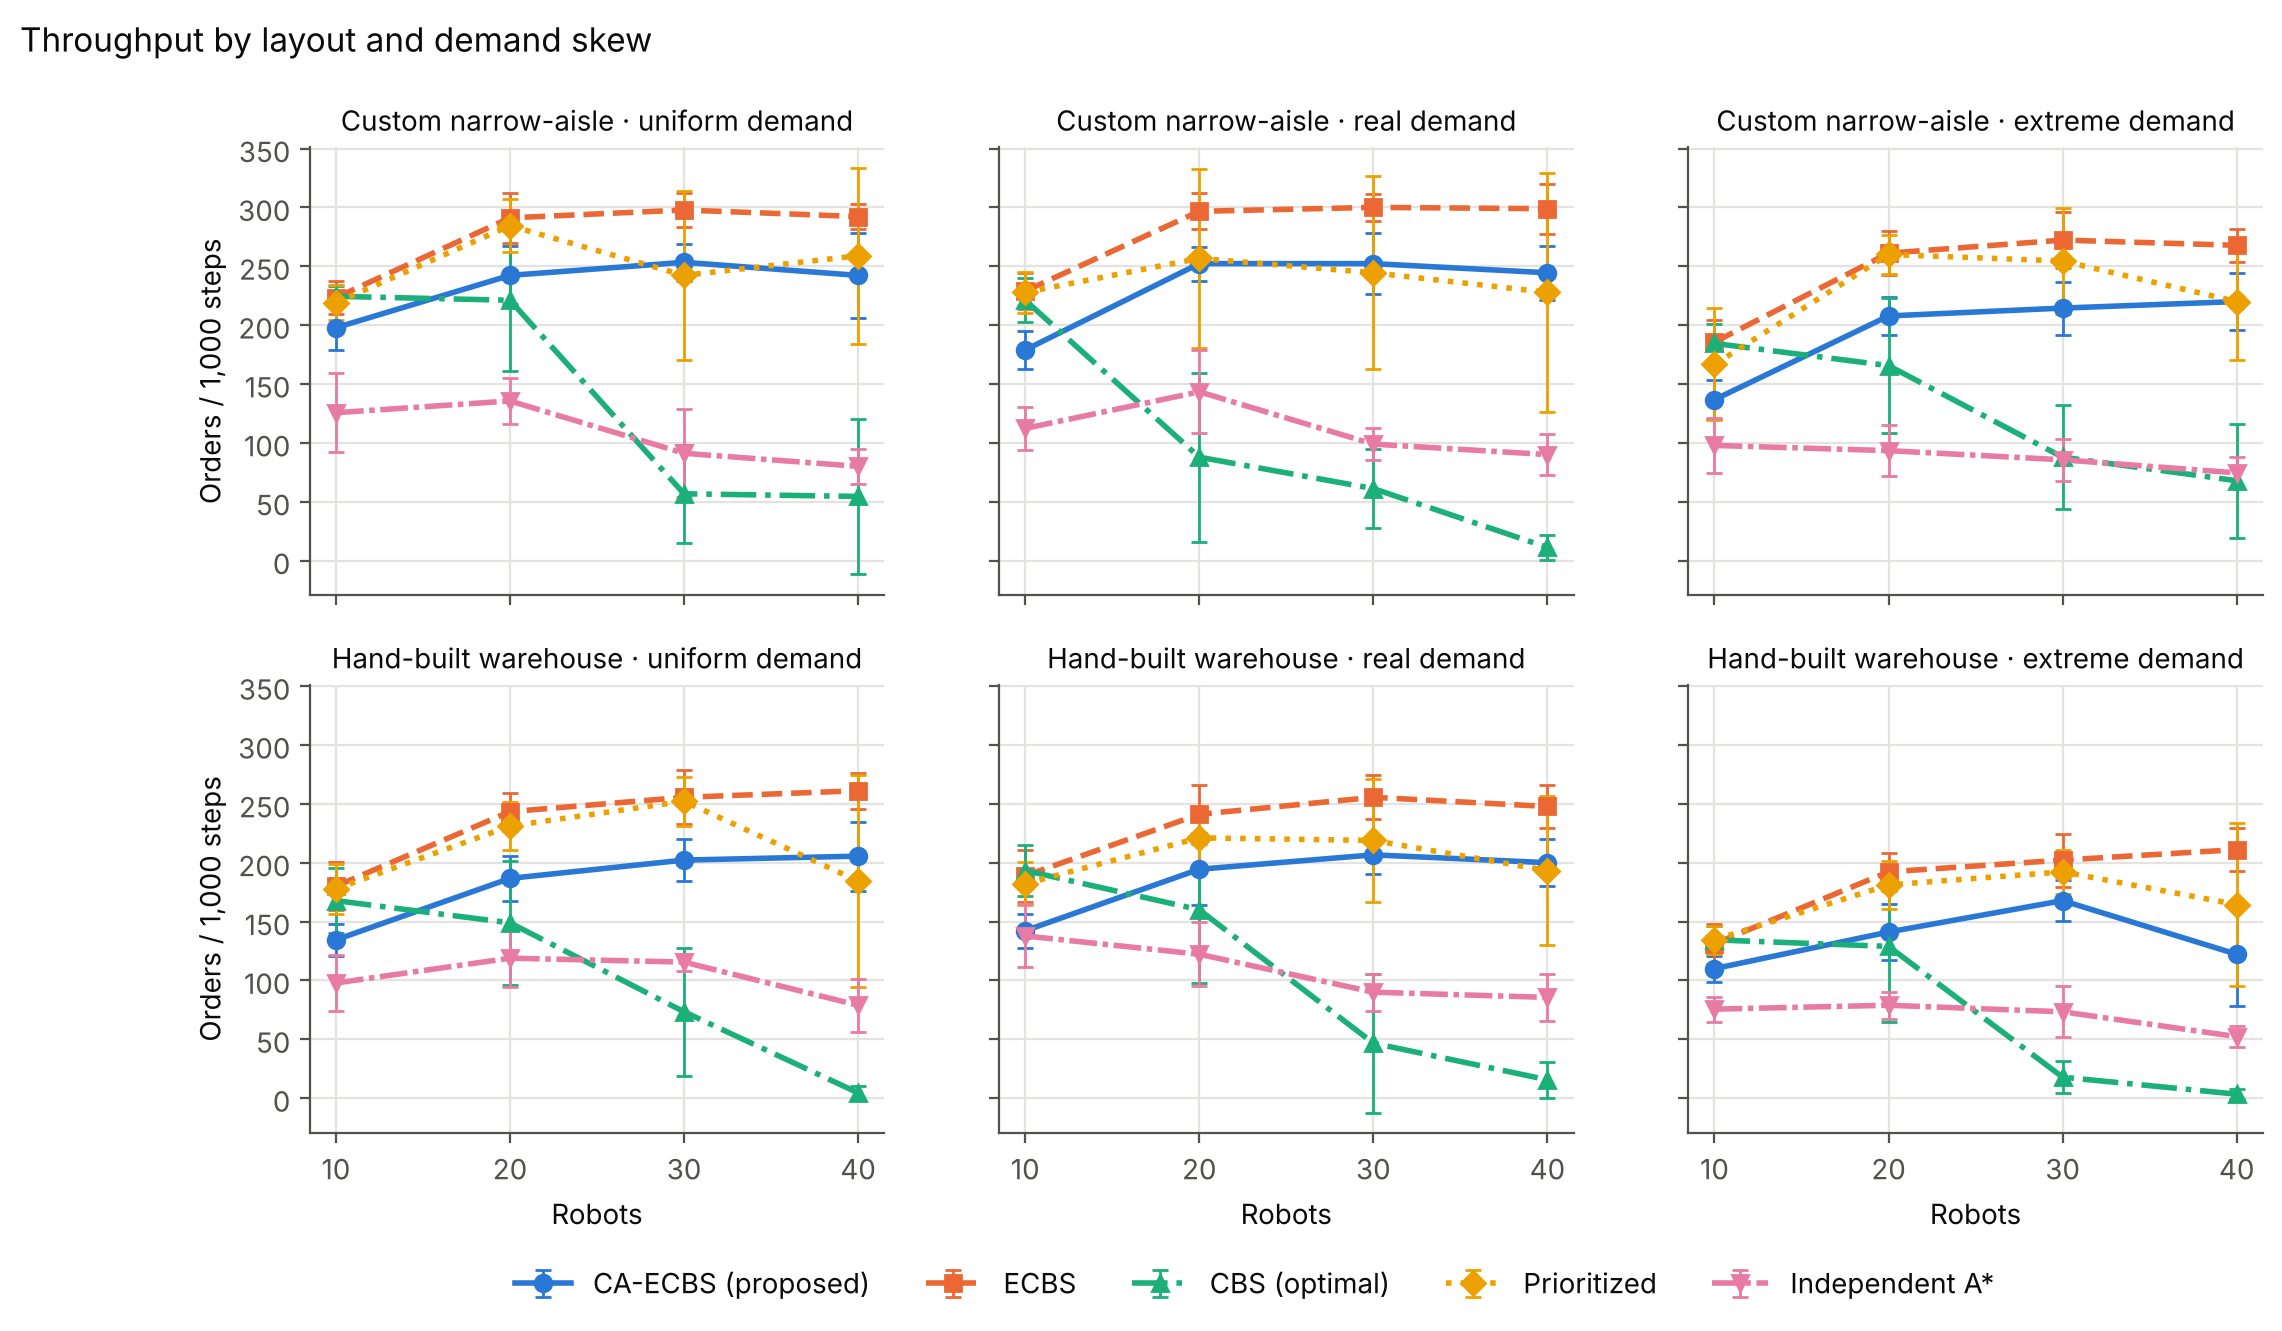 Throughput by layout and demand skew
Custom narrow-aisle · uniform demand
Custom narrow-aisle · real demand
Custom narrow-aisle · extreme demand
Orders / 1,000 steps
350
300
250
200
150
100
50
0
Hand-built warehouse · uniform demand
Hand-built warehouse · real demand
Hand-built warehouse · extreme demand
Orders / 1,000 steps
350
300
250
200
150
100
50
0
10 20 30 40
10 20 30 40
10 20 30 40
Robots
Robots
Robots
CA-ECBS (proposed) ECBS CBS (optimal) Prioritized Independent A*